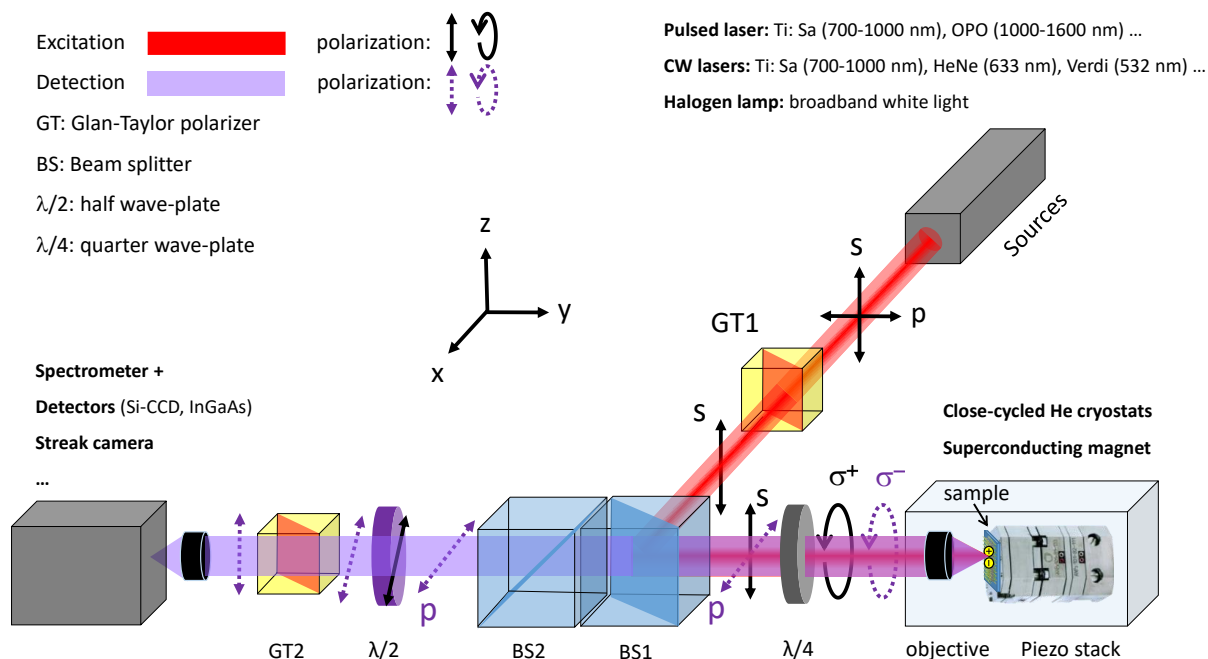 Excitation
polarization:
Detection
polarization:
GT: Glan-Taylor polarizer
BS: Beam splitter
λ/2: half wave-plate
λ/4: quarter wave-plate
Pulsed laser: Ti: Sa (700-1000 nm), OPO (1000-1600 nm) ...
CW lasers: Ti: Sa (700-1000 nm), HeNe (633 nm), Verdi (532 nm) ...
Halogen lamp: broadband white light
Sources
s
p
GT1
s
z
y
x
Spectrometer +
Detectors (Si-CCD, InGaAs)
Streak camera
...
Close-cycled He cryostats
Superconducting magnet
sample
s
σ+
σ−
p
p
+
−
GT2
λ/2
BS2
BS1
λ/4
objective
Piezo stack